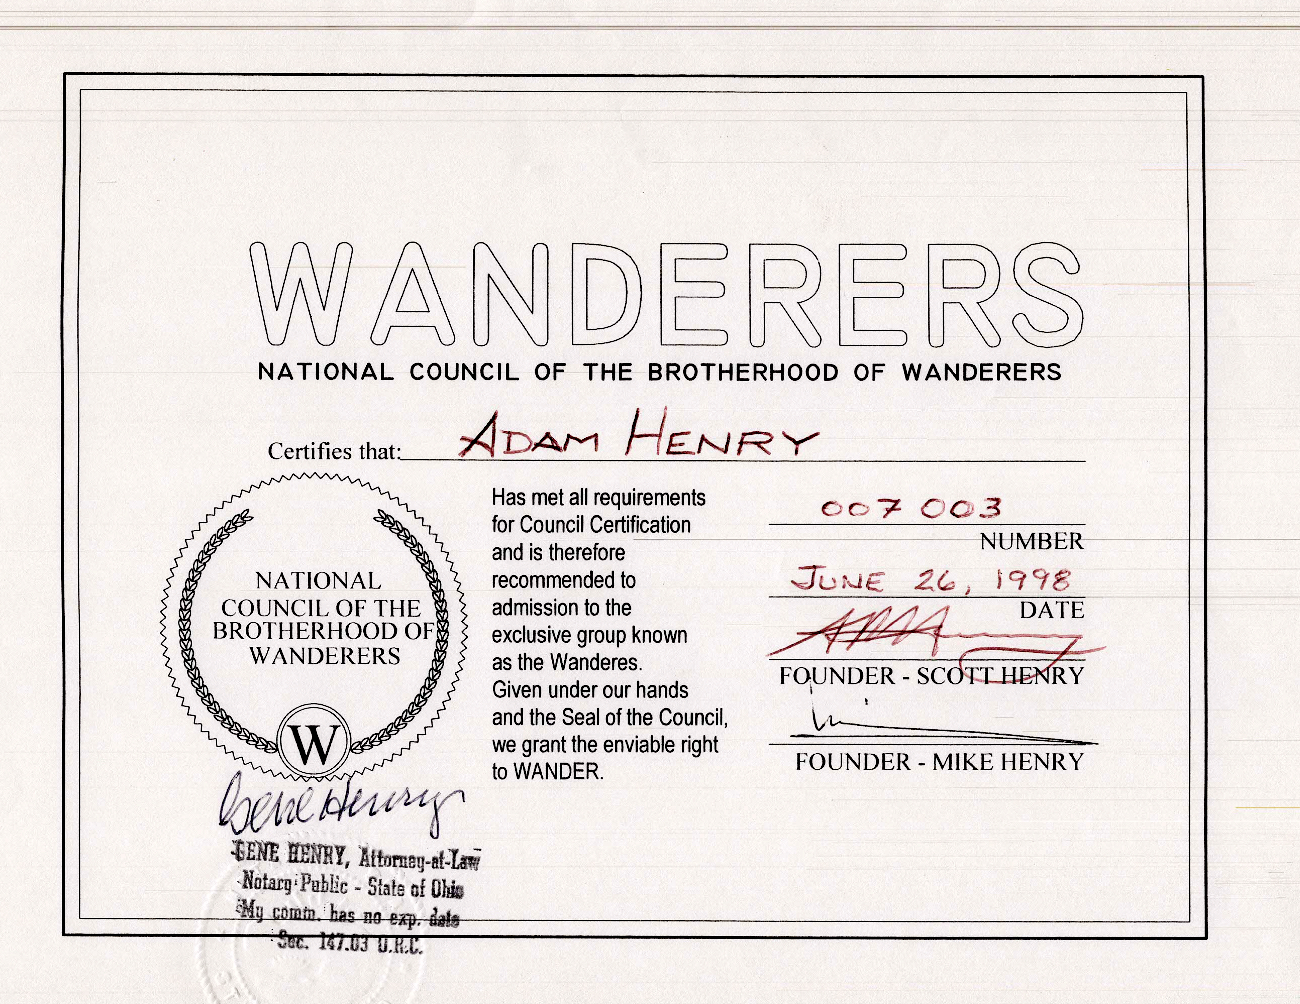 WANDERERS
NATIONAL COUNCIL OF THE BROTHERHOOD OF WANDERERS
Certifies that: ADAM HENRY
NATIONAL
COUNCIL OF THE
BROTHERHOOD OF
WANDERERS
W
Has met all requirements
for Council Certification
and is therefore
recommended to
admission to the
exclusive group known
as the Wanderes.
Given under our hands
and the Seal of the Council,
we grant the enviable right
to WANDER.
007 003
NUMBER
JUNE 26, 1998
DATE
FOUNDER - SCOTT HENRY
FOUNDER - MIKE HENRY
Gene Henry
GENE HENRY, Attorney-at-Law
Notary Public - State of Ohio
My comm. has no exp. date
Sec. 147.03 O.R.C.